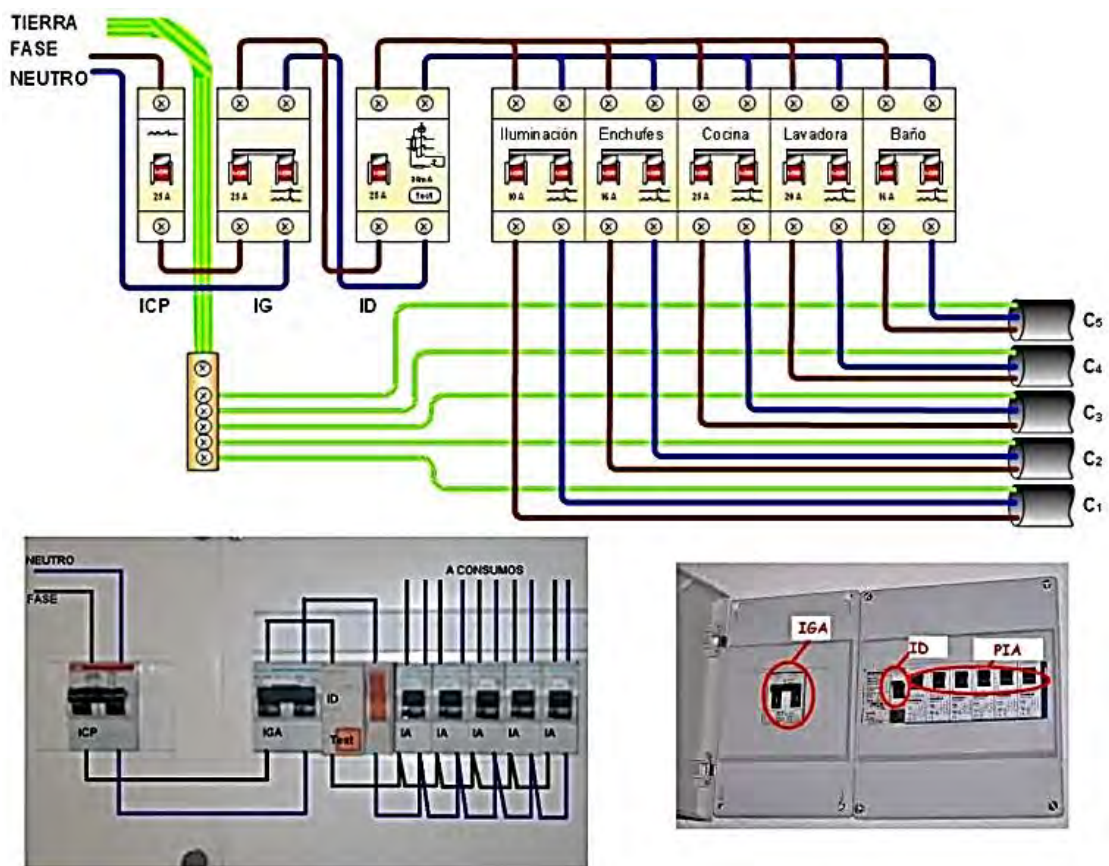 TIERRA
FASE
NEUTRO
Iluminación Enchufes Cocina Lavadora Baño
25 A 25 A 25 A 30mA Test 10 A 16 A 25 A 20 A 16 A
ICP IG ID
C5
C4
C3
C2
C1
NEUTRO
FASE
A CONSUMOS
ICP IGA ID Test IA IA IA IA IA
IGA
ID PIA